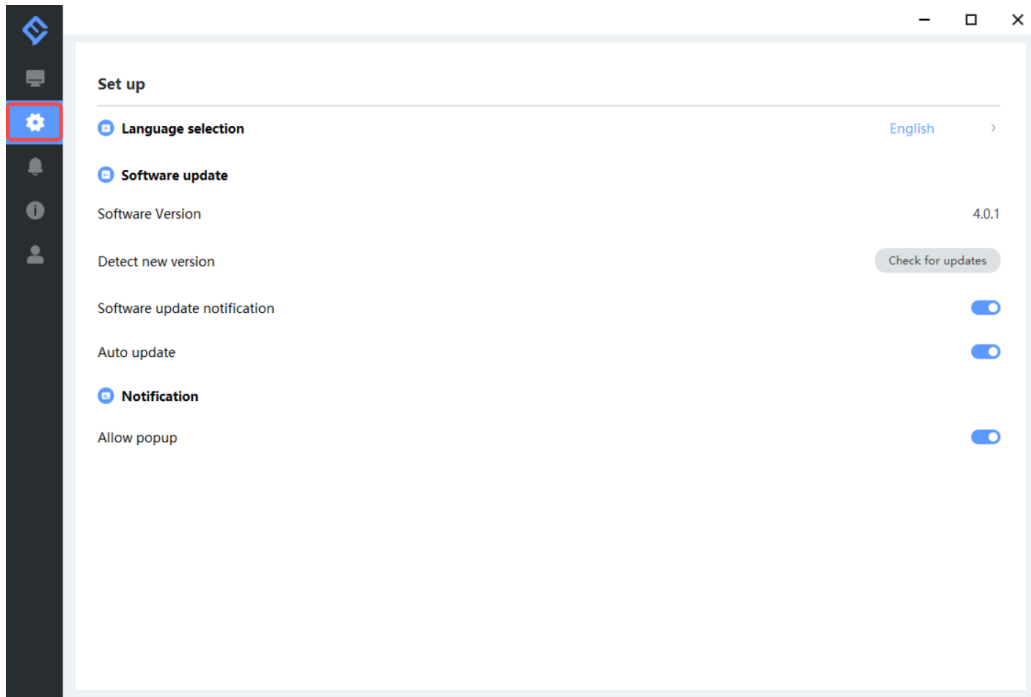 Set up
Language selection English
Software update
Software Version 4.0.1
Detect new version Check for updates
Software update notification
Auto update
Notification
Allow popup